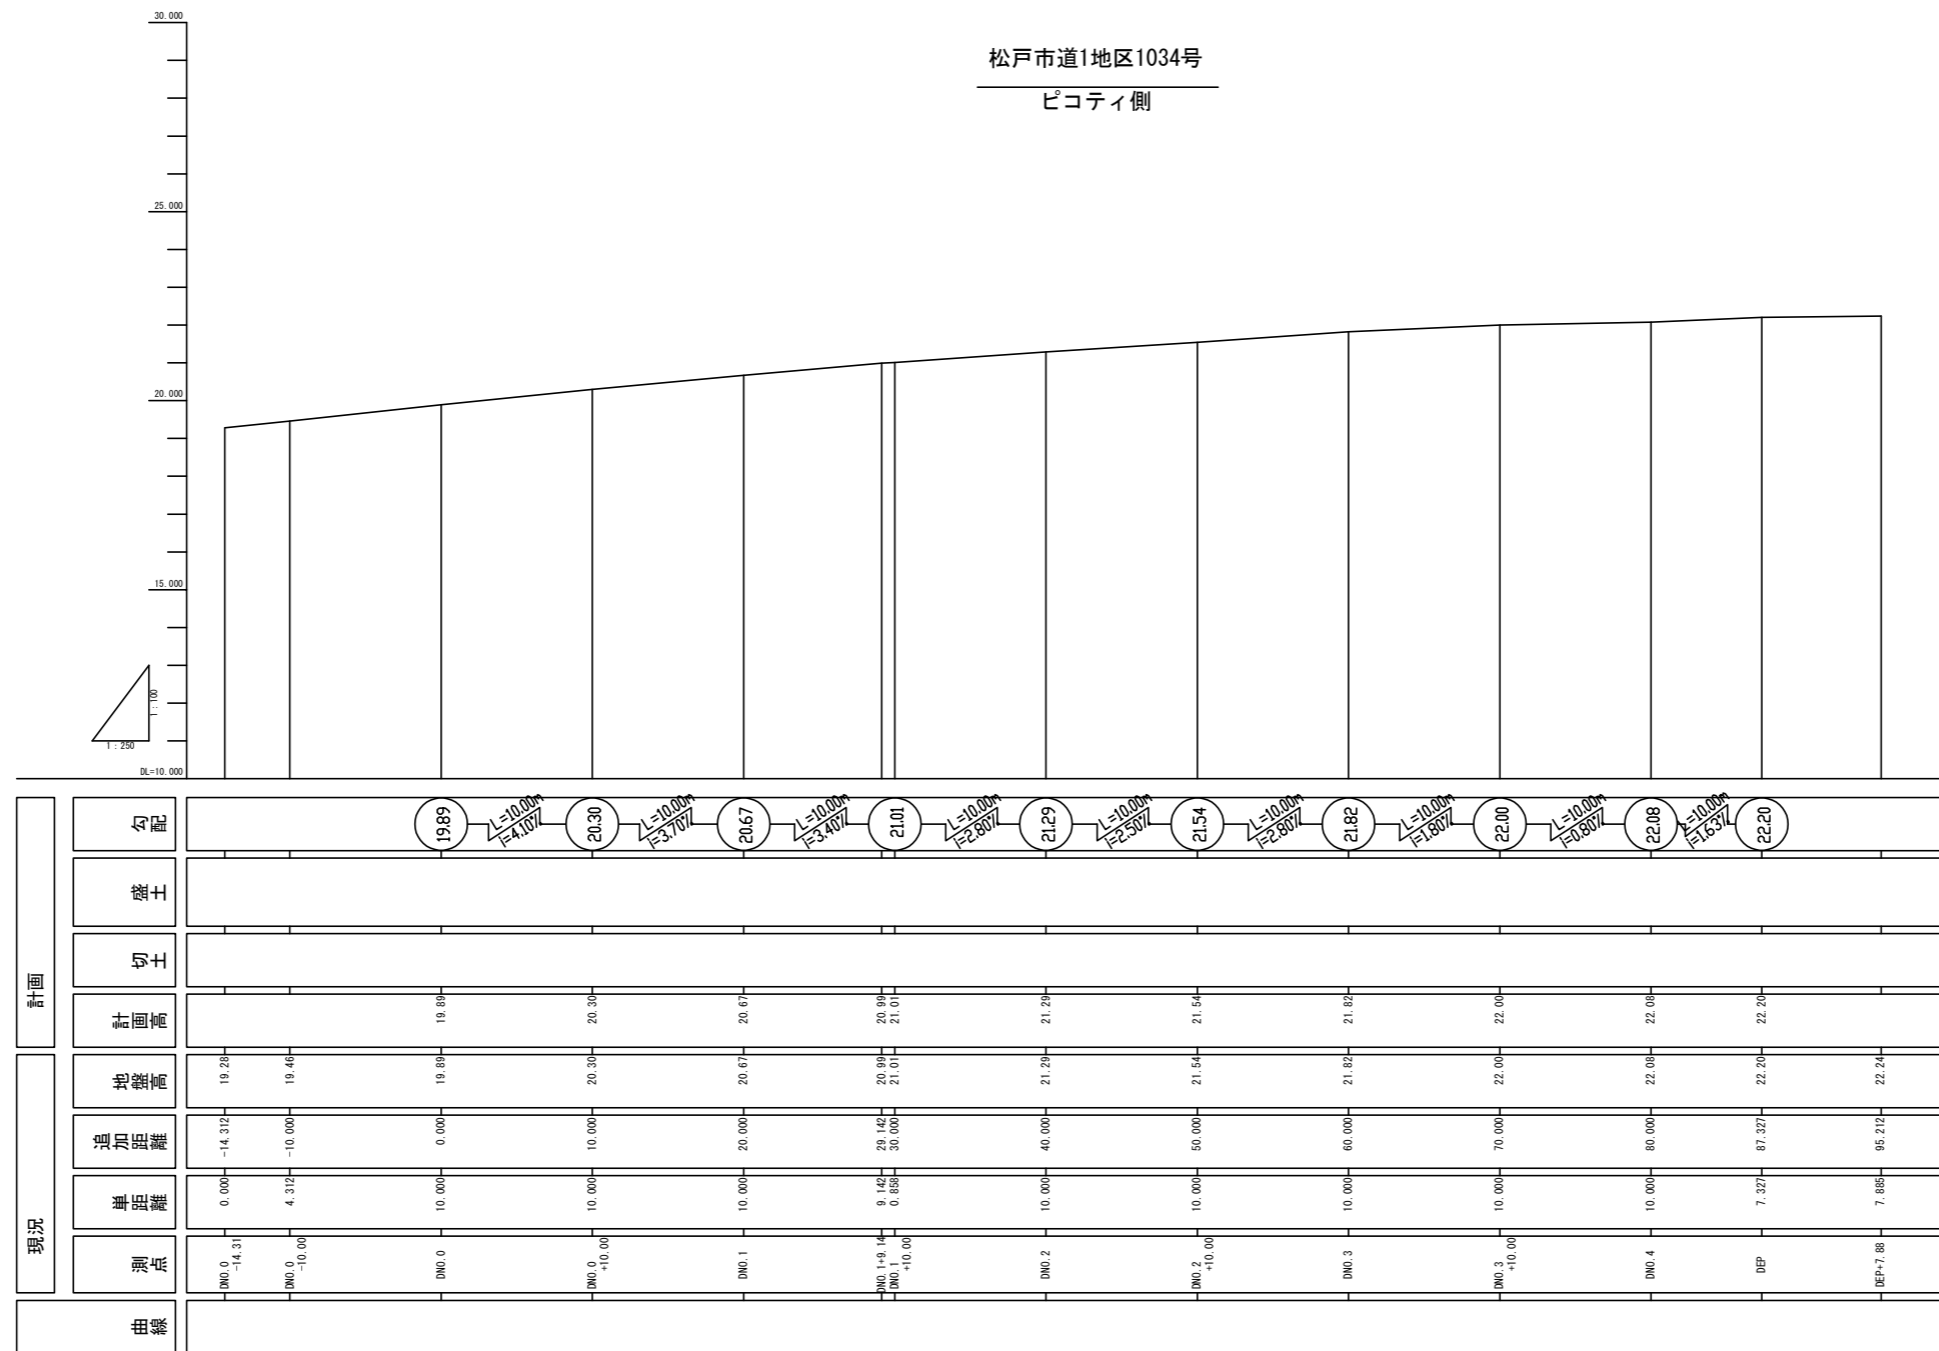 松戸市道1地区1034号
ピコティ側
30.000
25.000
20.000
15.000
DL=10.000
1:100
1:250
計画
勾配
19.89
L=10.00m
i=4.10%
20.30
L=10.00m
i=3.70%
20.67
L=10.00m
i=3.40%
21.01
L=10.00m
i=2.80%
21.29
L=10.00m
i=2.50%
21.54
L=10.00m
i=2.80%
21.82
L=10.00m
i=1.80%
22.00
L=10.00m
i=0.80%
22.08
L=10.00m
i=1.63%
22.20
盛土
切土
計画高
19.89
20.30
20.67
20.99
21.01
21.29
21.54
21.82
22.00
22.08
22.20
現況
地盤高
19.28
19.46
19.89
20.30
20.67
20.99
21.01
21.29
21.54
21.82
22.00
22.08
22.20
22.24
追加距離
-14.312
-10.000
0.000
10.000
20.000
29.142
30.000
40.000
50.000
60.000
70.000
80.000
87.327
95.212
単距離
0.000
4.312
10.000
10.000
10.000
9.142
0.858
10.000
10.000
10.000
10.000
10.000
7.327
7.885
測点
DNO.0
-14.31
DNO.0
-10.00
DNO.0
DNO.0
+10.00
DNO.1
DNO.1+9.14
DNO.1
+10.00
DNO.2
DNO.2
+10.00
DNO.3
DNO.3
+10.00
DNO.4
DEP
DEP+7.88
曲線